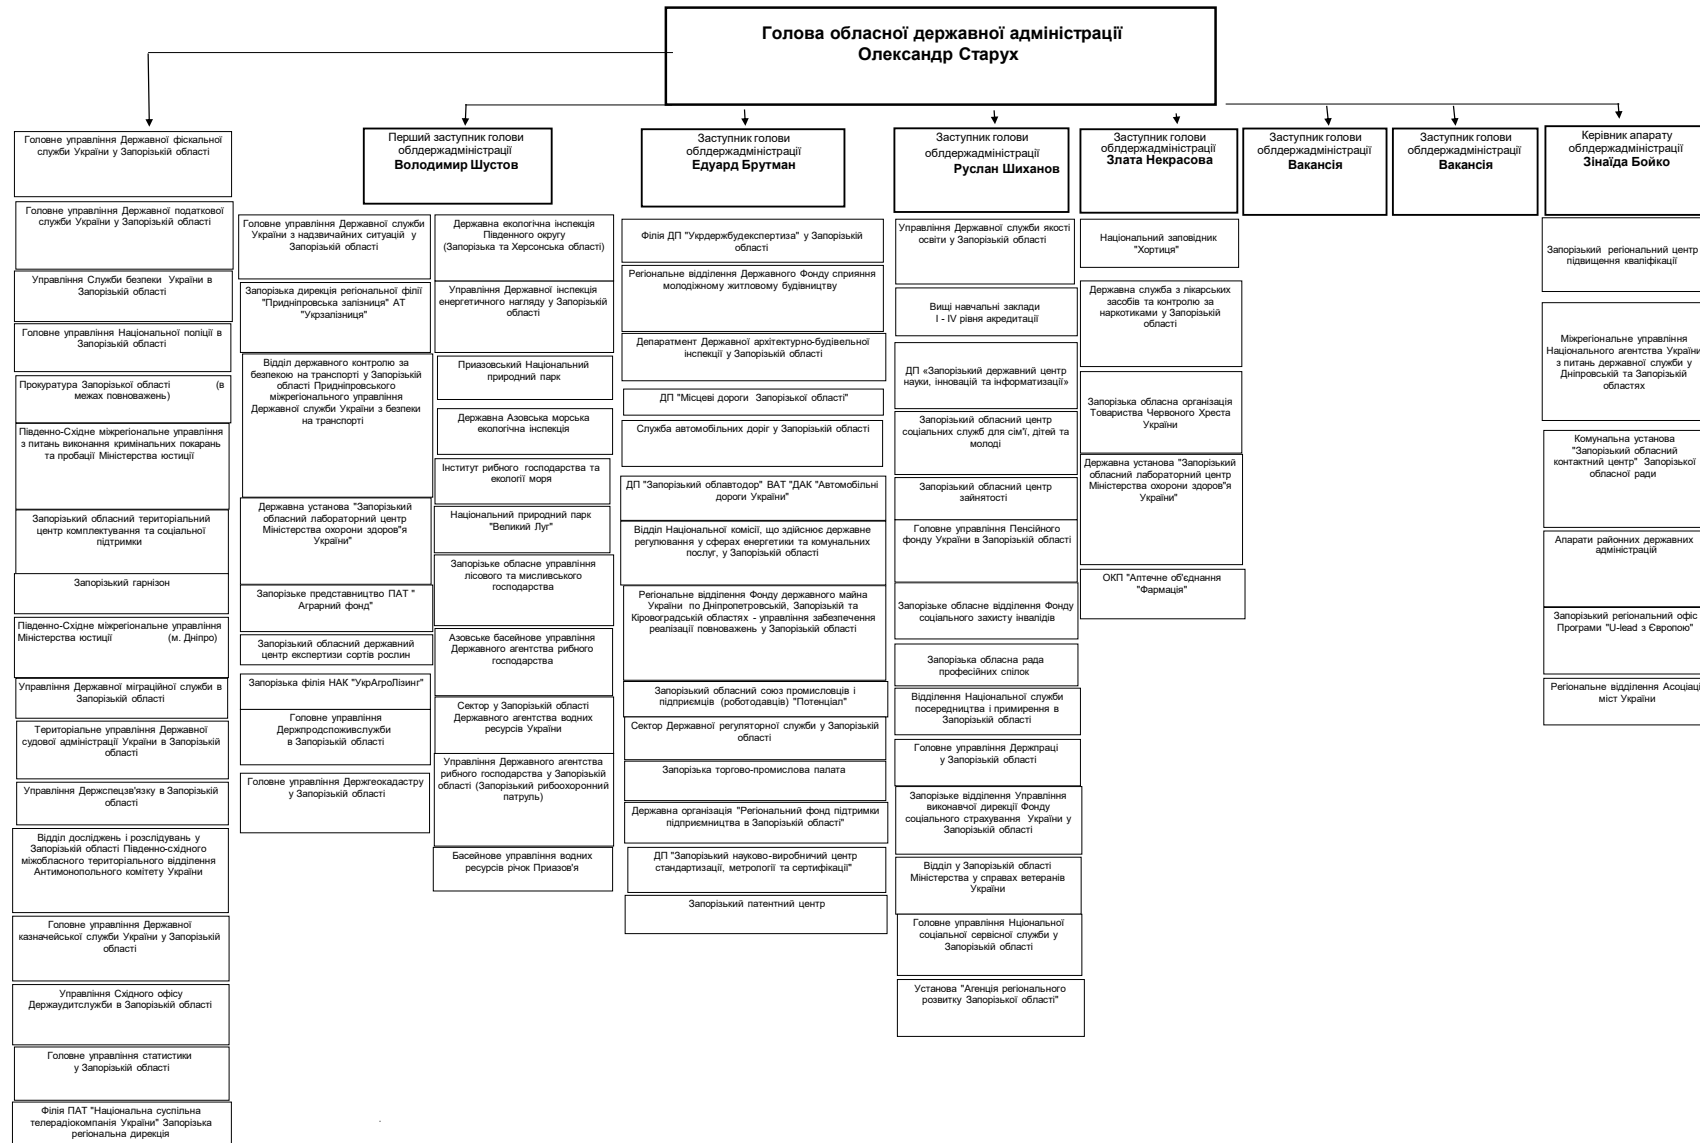 Голова обласної державної адміністрації
Олександр Старух
Головне управління Державної фіскальної
служби України у Запорізькій області
Перший заступник голови
облдержадміністрації
Володимир Шустов
Заступник голови
облдержадміністрації
Едуард Брутман
Заступник голови
облдержадміністрації
Руслан Шиханов
Заступник голови
облдержадміністрації
Злата Некрасова
Заступник голови
облдержадміністрації
Вакансія
Заступник голови
облдержадміністрації
Вакансія
Керівник апарату
облдержадміністрації
Зінаїда Бойко
Головне управління Державної податкової
служби України у Запорізькій області
Управління Служби безпеки України в
Запорізькій області
Головне управління Національної поліції в
Запорізькій області
Прокуратура Запорізької області (в
межах повноважень)
Південно-Східне міжрегіональне управління
з питань виконання кримінальних покарань
та пробації Міністерства юстиції
Запорізький обласний територіальний
центр комплектування та соціальної
підтримки
Запорізький гарнізон
Південно-Східне міжрегіональне управління
Міністерства юстиції (м. Дніпро)
Управління Державної міграційної служби в
Запорізькій області
Територіальне управління Державної
судової адміністрації України в Запорізькій
області
Управління Держспецзв'язку в Запорізькій
області
Відділ досліджень і розслідувань у
Запорізькій області Південно-східного
міжобласного територіального відділення
Антимонопольного комітету України
Головне управління Державної
казначейської служби України у Запорізькій
області
Управління Східного офісу
Держаудитслужби в Запорізькій області
Головне управління статистики
у Запорізькій області
Філія ПАТ "Національна суспільна
телерадіокомпанія України" Запорізька
регіональна дирекція
Головне управління Державної служби
України з надзвичайних ситуацій у
Запорізькій області
Запорізька дирекція регіональної філії
"Придніпровська залізниця" АТ
"Укрзалізниця"
Відділ державного контролю за
безпекою на транспорті у Запорізькій
області Придніпровського
міжрегіонального управління
Державної служби України з безпеки
на транспорті
Державна установа "Запорізький
обласний лабораторний центр
Міністерства охорони здоров"я
України"
Запорізьке представництво ПАТ "
Аграрний фонд"
Запорізький обласний державний
центр експертизи сортів рослин
Запорізька філія НАК "УкрАгроЛізинг"
Головне управління
Держпродспоживслужби
в Запорізькій області
Головне управління Держгеокадастру
у Запорізькій області
Державна екологічна інспекція
Південного округу
(Запорізька та Херсонська області)
Управління Державної інспекція
енергетичного нагляду у Запорізькій
області
Приазовський Національний
природний парк
Державна Азовська морська
екологічна інспекція
Інститут рибного господарства та
екології моря
Національний природний парк
"Великий Луг"
Запорізьке обласне управління
лісового та мисливського
господарства
Азовське басейнове управління
Державного агентства рибного
господарства
Сектор у Запорізькій області
Державного агентства водних
ресурсів України
Управління Державного агентства
рибного господарства у Запорізькій
області (Запорізький рибоохоронний
патруль)
Басейнове управління водних
ресурсів річок Приазов'я
Філія ДП "Укрдержбудекспертиза" у Запорізькій
області
Регіональне відділення Державного Фонду сприяння
молодіжному житловому будівництву
Департамент Державної архітектурно-будівельної
інспекції у Запорізькій області
ДП "Місцеві дороги Запорізької області"
Служба автомобільних доріг у Запорізькій області
ДП "Запорізький облавтодор" ВАТ "ДАК "Автомобільні
дороги України"
Відділ Національної комісії, що здійснює державне
регулювання у сферах енергетики та комунальних
послуг, у Запорізькій області
Регіональне відділення Фонду державного майна
України по Дніпропетровській, Запорізькій та
Кіровоградській областях - управління забезпечення
реалізації повноважень у Запорізькій області
Запорізький обласний союз промисловців і
підприємців (роботодавців) "Потенціал"
Сектор Державної регуляторної служби у Запорізькій
області
Запорізька торгово-промислова палата
Державна організація "Регіональний фонд підтримки
підприємництва в Запорізькій області"
ДП "Запорізький науково-виробничий центр
стандартизації, метрології та сертифікації"
Запорізький патентний центр
Управління Державної служби якості
освіти у Запорізькій області
Вищі навчальні заклади
І - ІV рівня акредитації
ДП «Запорізький державний центр
науки, інновацій та інформатизації»
Запорізький обласний центр
соціальних служб для сім'ї, дітей та
молоді
Запорізький обласний центр
зайнятості
Головне управління Пенсійного
фонду України в Запорізькій області
Запорізьке обласне відділення Фонду
соціального захисту інвалідів
Запорізька обласна рада
професійних спілок
Відділення Національної служби
посередництва і примирення в
Запорізькій області
Головне управління Держпраці
у Запорізькій області
Запорізьке відділення Управління
виконавчої дирекції Фонду
соціального страхування України у
Запорізькій області
Відділ у Запорізькій області
Міністерства у справах ветеранів
України
Головне управління Нціональної
соціальної сервісної служби у
Запорізькій області
Установа "Агенція регіонального
розвитку Запорізької області"
Національний заповідник
"Хортиця"
Державна служба з лікарських
засобів та контролю за
наркотиками у Запорізькій
області
Запорізька обласна організація
Товариства Червоного Хреста
України
Державна установа "Запорізький
обласний лабораторний центр
Міністерства охорони здоров"я
України"
ОКП "Аптечне об'єднання
"Фармація"
Запорізький регіональний центр
підвищення кваліфікації
Міжрегіональне управління
Національного агентства України
з питань державної служби у
Дніпровській та Запорізькій
областях
Комунальна установа
"Запорізький обласний
контактний центр" Запорізької
обласної ради
Апарати районних державних
адміністрацій
Запорізький регіональний офіс
Програми "U-lead з Європою"
Регіональне відділення Асоціації
міст України